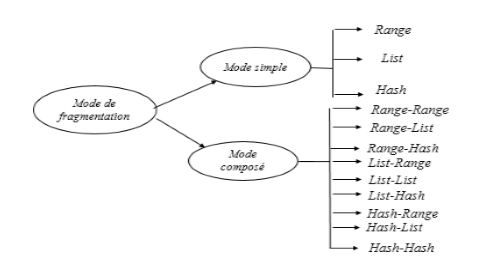 Range
List
Mode simple
Hash
Mode de
fragmentation
Range-Range
Range-List
Range-Hash
Mode
composé
List-Range
List-List
List-Hash
Hash-Range
Hash-List
Hash-Hash